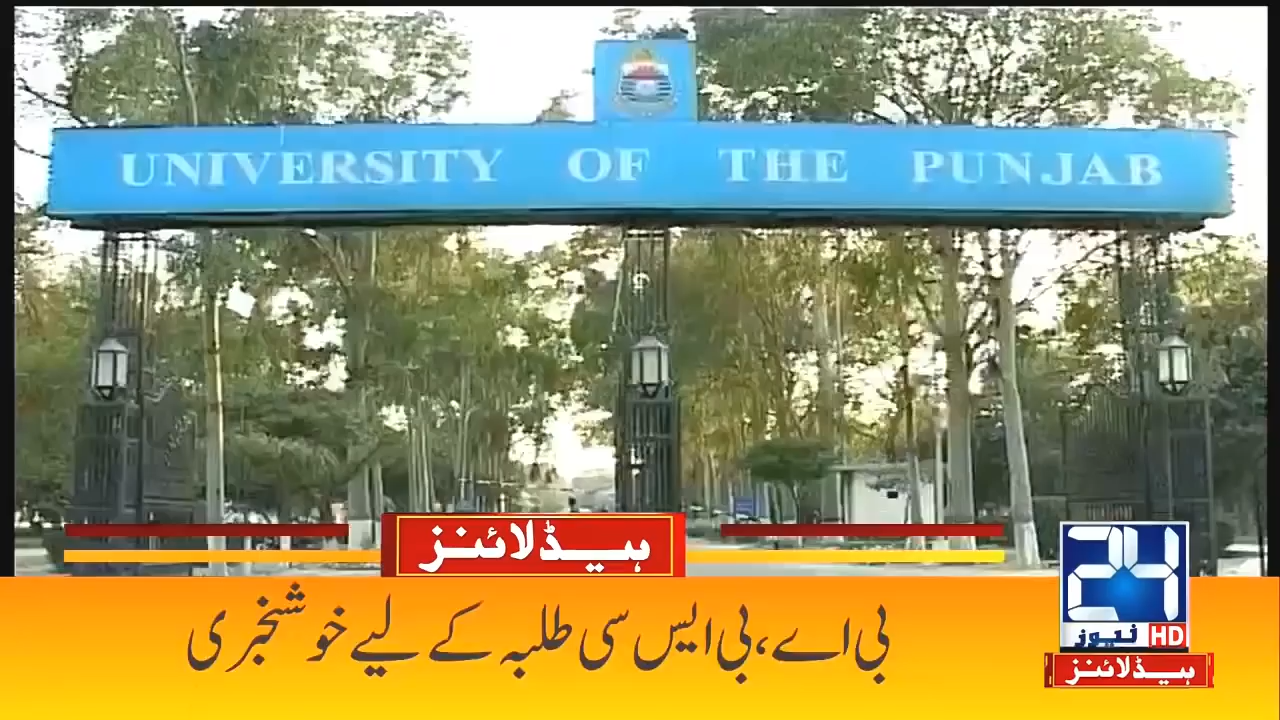 UNIVERSITY OF THE PUNJAB
ہیڈلائنز
بی اے، بی ایس سی طلبہ کے لیے خوشخبری
24
نیوز HD
ہیڈلائنز